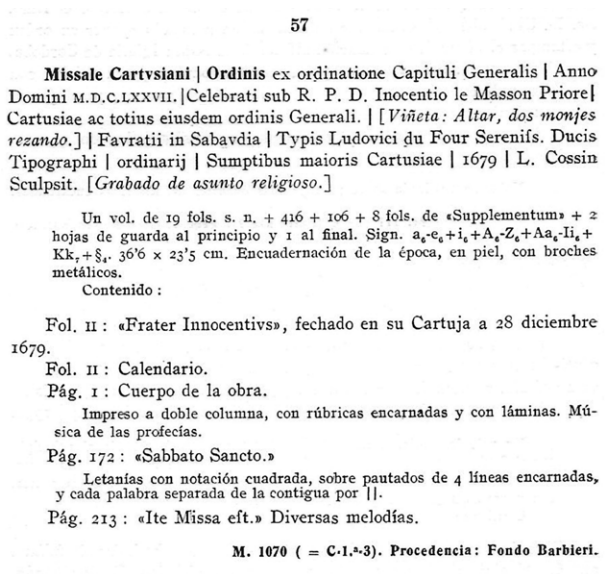 57
Missale Cartvsiani | Ordinis ex ordinatione Capituli Generalis | Anno
Domini M.D.C.LXXVII. |Celebrati sub R. P. D. Inocentio le Masson Priore|
Cartusiae ac totius eiusdem ordinis Generali. | [Viñeta: Altar, dos monjes
rezando.] | Favratii in Sabavdia | Typis Ludovici du Four Serenifs. Ducis
Tipographi | ordinarij | Sumptibus maioris Cartusiae | 1679 | L. Cossin
Sculpsit. [Grabado de asunto religioso.]
Un vol. de 19 fols. s. n. + 416 + 106 + 8 fols. de «Supplementum» + 2
hojas de guarda al principio y 1 al final. Sign. a₆-e₆+i₆+A₆-Z₆+Aa₆-Ii₆+
Kk₇+§₄. 36'6 × 23'5 cm. Encuadernación de la época, en piel, con broches
metálicos.
Contenido :
Fol. II : «Frater Innocentivs», fechado en su Cartuja a 28 diciembre
1679.
Fol. II : Calendario.
Pág. 1 : Cuerpo de la obra.
Impreso a doble columna, con rúbricas encarnadas y con láminas. Mú-
sica de las profecías.
Pág. 172 : «Sabbato Sancto.»
Letanías con notación cuadrada, sobre pautados de 4 líneas encarnadas,
y cada palabra separada de la contigua por ||.
Pág. 213 : «Ite Missa eſt.» Diversas melodías.
M. 1070 ( = C-1.ª-3). Procedencia: Fondo Barbieri.